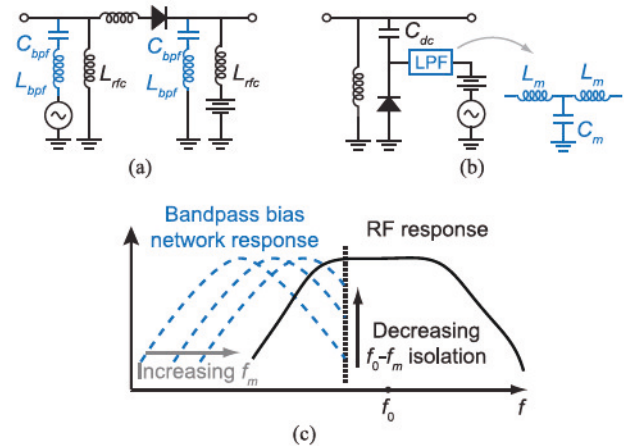 C_bpf
L_bpf
L_rfc
C_bpf
L_bpf
L_rfc
(a)
C_dc
LPF
L_m
L_m
C_m
(b)
Bandpass bias
network response
RF response
Decreasing
f_0-f_m isolation
Increasing f_m
f_0
f
(c)